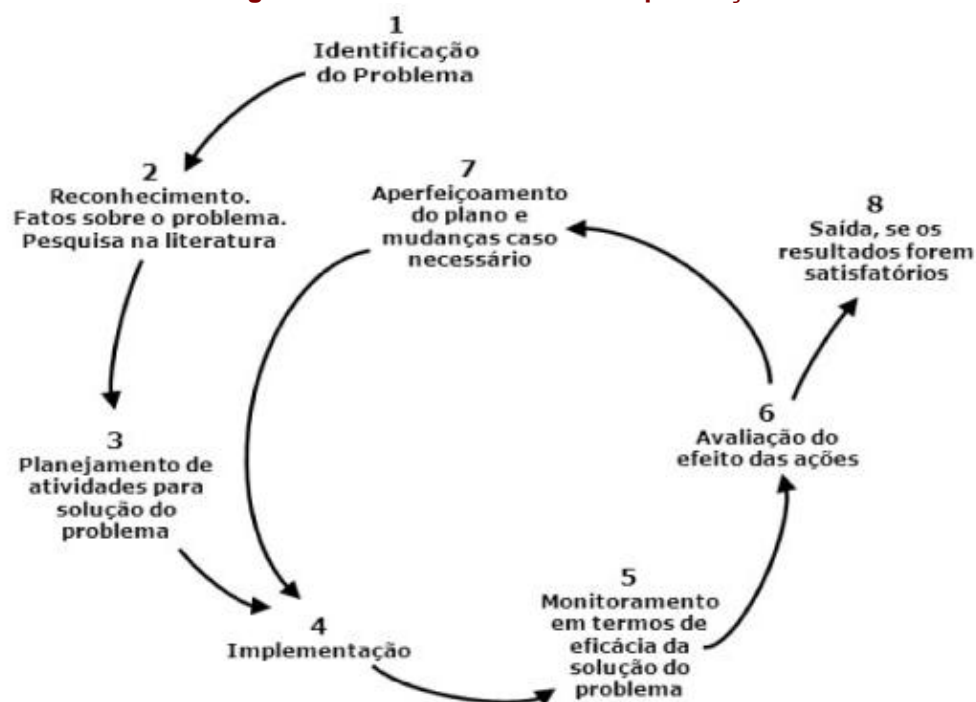 1
Identificação
do Problema
2
Reconhecimento.
Fatos sobre o problema.
Pesquisa na literatura
3
Planejamento de
atividades para
solução do
problema
4
Implementação
5
Monitoramento
em termos de
eficácia da
solução do
problema
6
Avaliação do
efeito das ações
7
Aperfeiçoamento
do plano e
mudanças caso
necessário
8
Saída, se os
resultados forem
satisfatórios